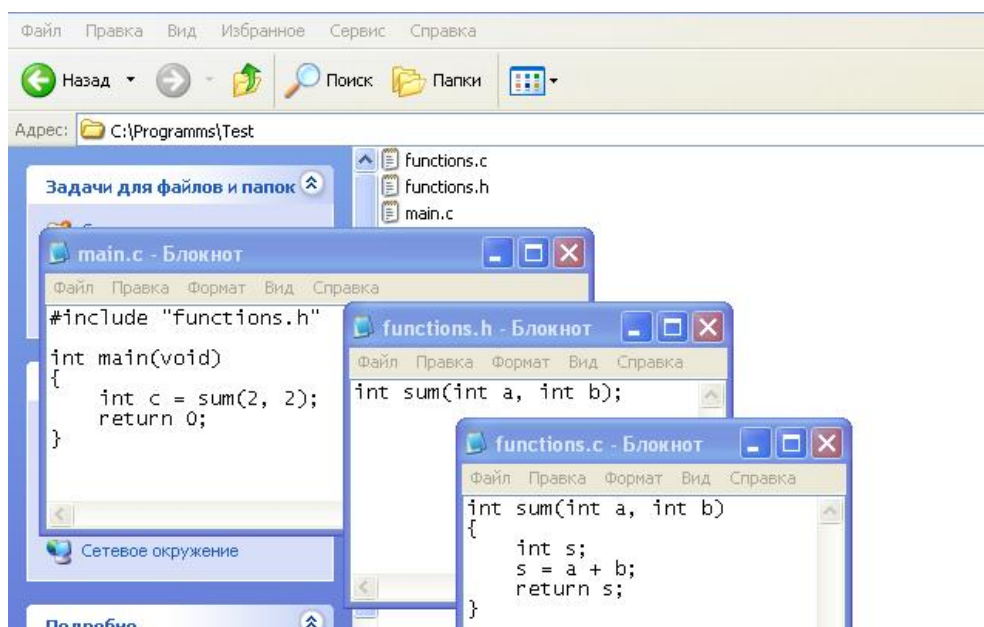 Файл Правка Вид Избранное Сервис Справка
Назад Поиск Папки
Адрес: C:\Programms\Test
Задачи для файлов и папок
functions.c
functions.h
main.c
main.c - Блокнот
Файл Правка Формат Вид Справка
#include "functions.h"
int main(void)
{
int c = sum(2, 2);
return 0;
}
functions.h - Блокнот
Файл Правка Формат Вид Справка
int sum(int a, int b);
functions.c - Блокнот
Файл Правка Формат Вид Справка
int sum(int a, int b)
{
int s;
s = a + b;
return s;
}
Сетевое окружение
Подробно